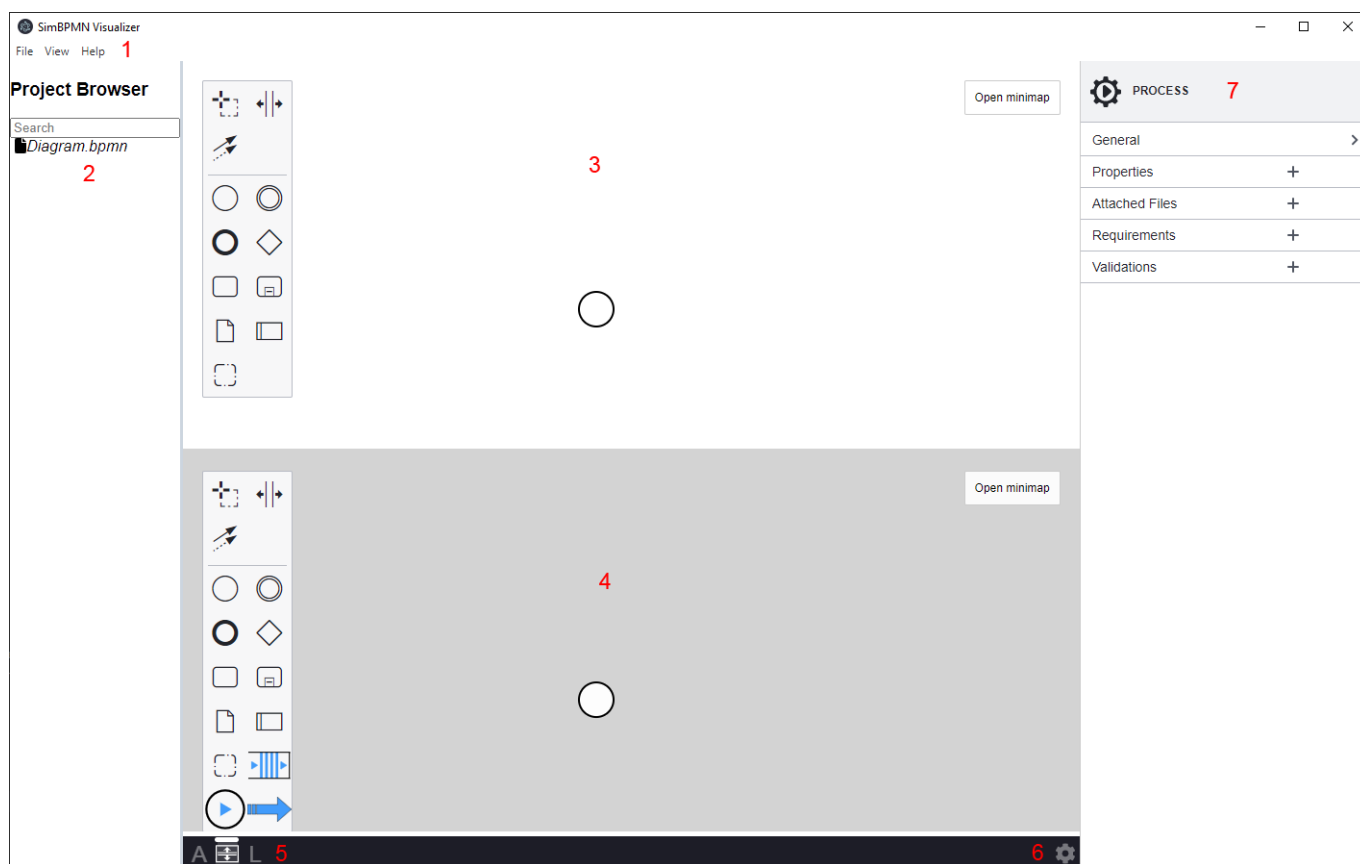 SimBPMN Visualizer
File View Help 1
Project Browser
Search
Diagram.bpmn
2
3
Open minimap
PROCESS 7
General
Properties
Attached Files
Requirements
Validations
4
Open minimap
A L 5
6